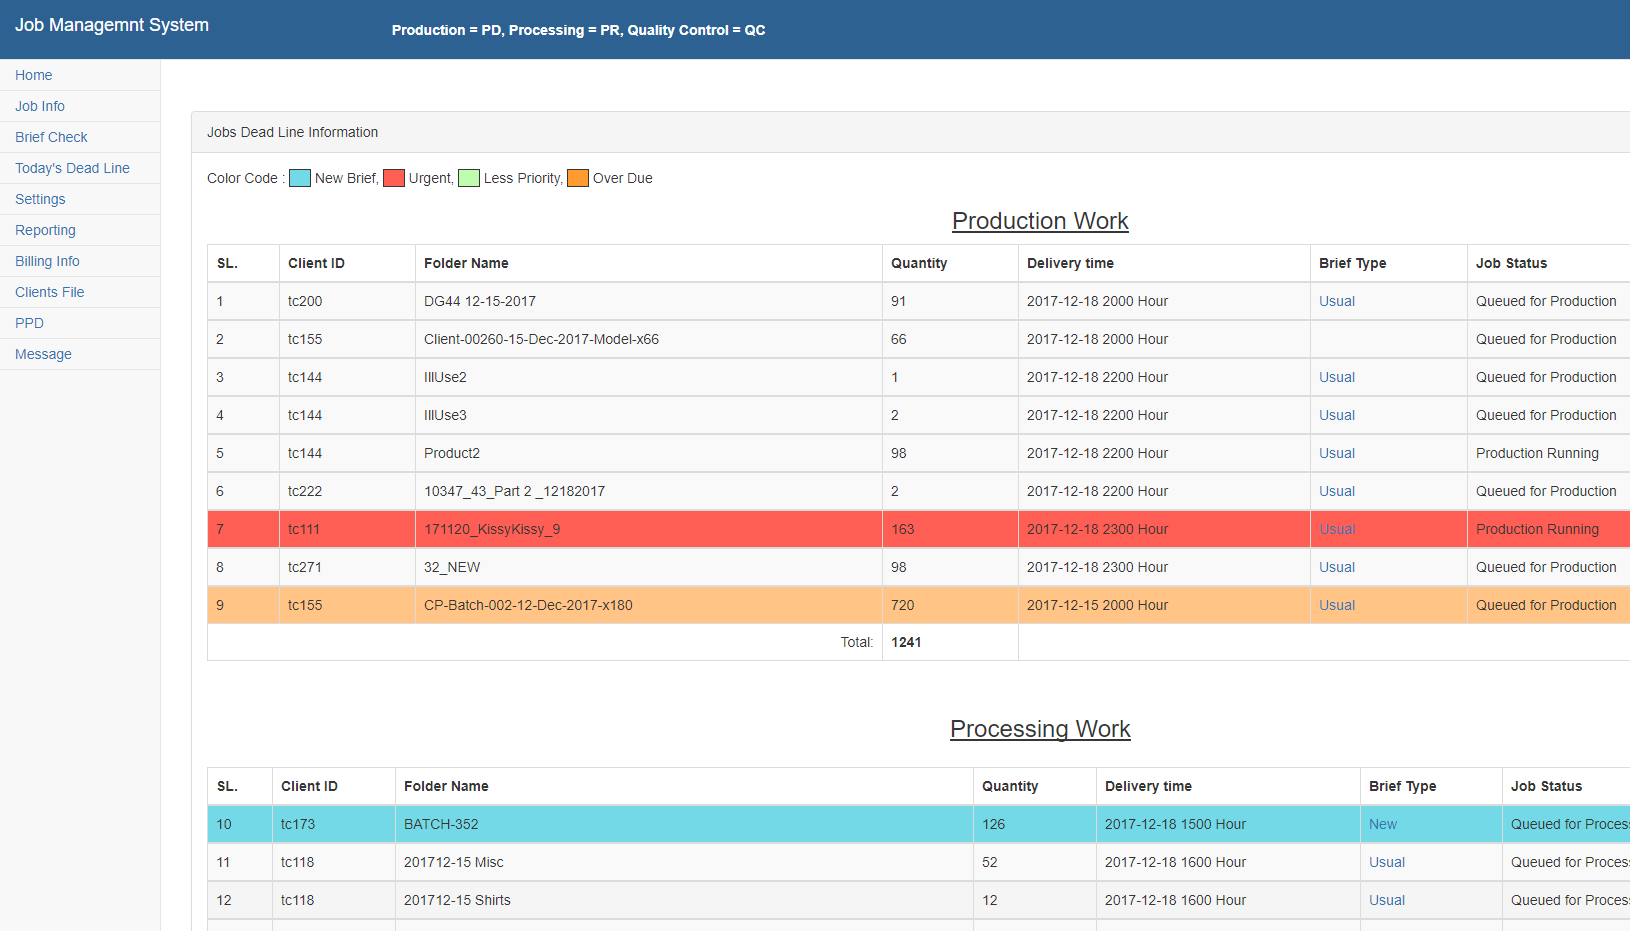 Job Managemnt System
Production = PD, Processing = PR, Quality Control = QC
Home
Job Info
Brief Check
Today's Dead Line
Settings
Reporting
Billing Info
Clients File
PPD
Message
Jobs Dead Line Information
Color Code : New Brief, Urgent, Less Priority, Over Due
Production Work
SL. Client ID Folder Name Quantity Delivery time Brief Type Job Status
1 tc200 DG44 12-15-2017 91 2017-12-18 2000 Hour Usual Queued for Production
2 tc155 Client-00260-15-Dec-2017-Model-x66 66 2017-12-18 2000 Hour Queued for Production
3 tc144 IllUse2 1 2017-12-18 2200 Hour Usual Queued for Production
4 tc144 IllUse3 2 2017-12-18 2200 Hour Usual Queued for Production
5 tc144 Product2 98 2017-12-18 2200 Hour Usual Production Running
6 tc222 10347_43_Part 2 _12182017 2 2017-12-18 2200 Hour Usual Queued for Production
7 tc111 171120_KissyKissy_9 163 2017-12-18 2300 Hour Usual Production Running
8 tc271 32_NEW 98 2017-12-18 2300 Hour Usual Queued for Production
9 tc155 CP-Batch-002-12-Dec-2017-x180 720 2017-12-15 2000 Hour Usual Queued for Production
Total: 1241
Processing Work
SL. Client ID Folder Name Quantity Delivery time Brief Type Job Status
10 tc173 BATCH-352 126 2017-12-18 1500 Hour New Queued for Proces
11 tc118 201712-15 Misc 52 2017-12-18 1600 Hour Usual Queued for Proces
12 tc118 201712-15 Shirts 12 2017-12-18 1600 Hour Usual Queued for Proces